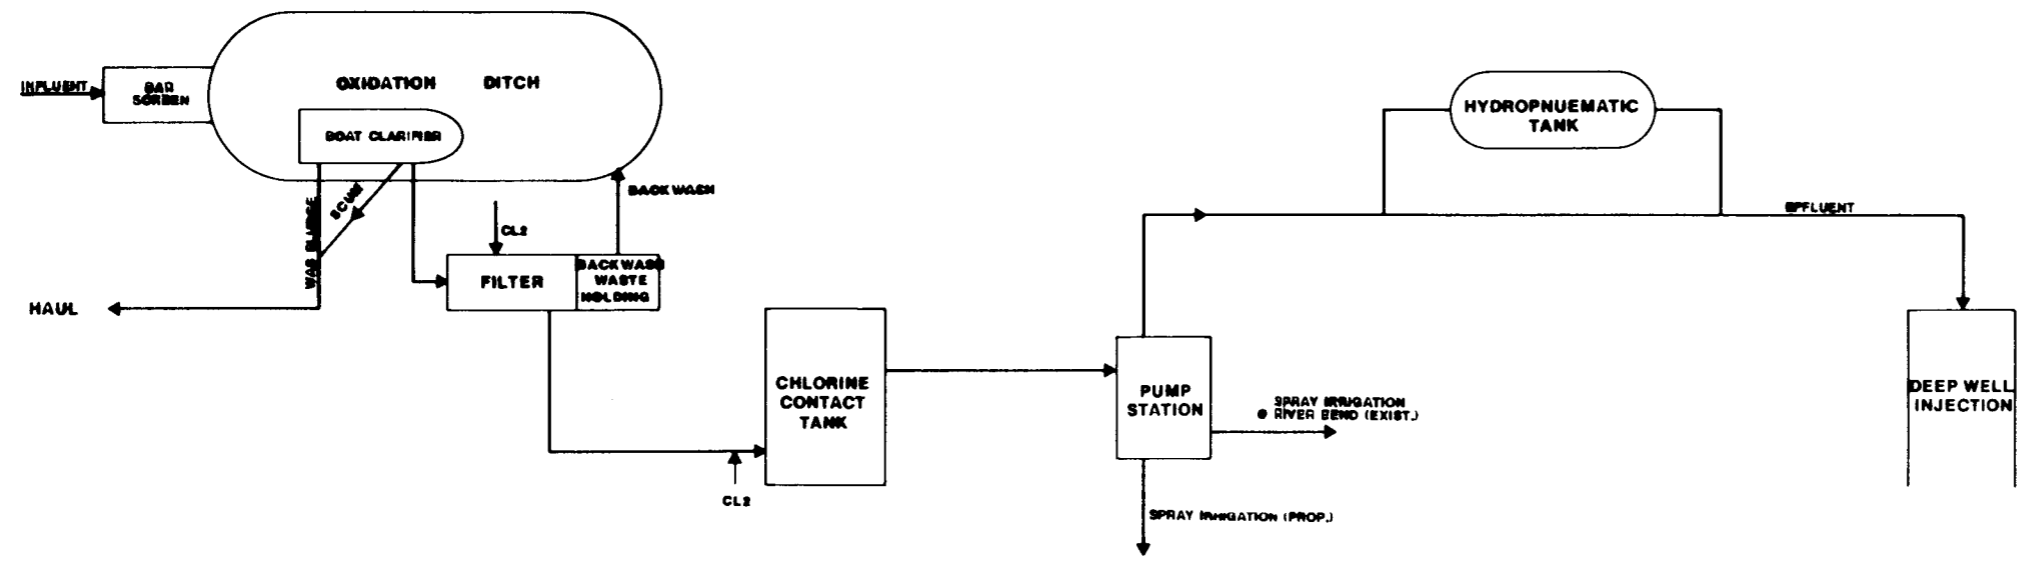 INFLUENT
BAR
SCREEN
OXIDATION DITCH
BOAT CLARIFIER
WAS SLUDGE
SCUM
HAUL
CL2
BACKWASH
FILTER
BACKWASH
WASTE
HOLDING
CL2
CHLORINE
CONTACT
TANK
PUMP
STATION
SPRAY IRRIGATION
@ RIVER BEND (EXIST.)
SPRAY IRRIGATION (PROP.)
HYDROPNUEMATIC
TANK
EFFLUENT
DEEP WELL
INJECTION